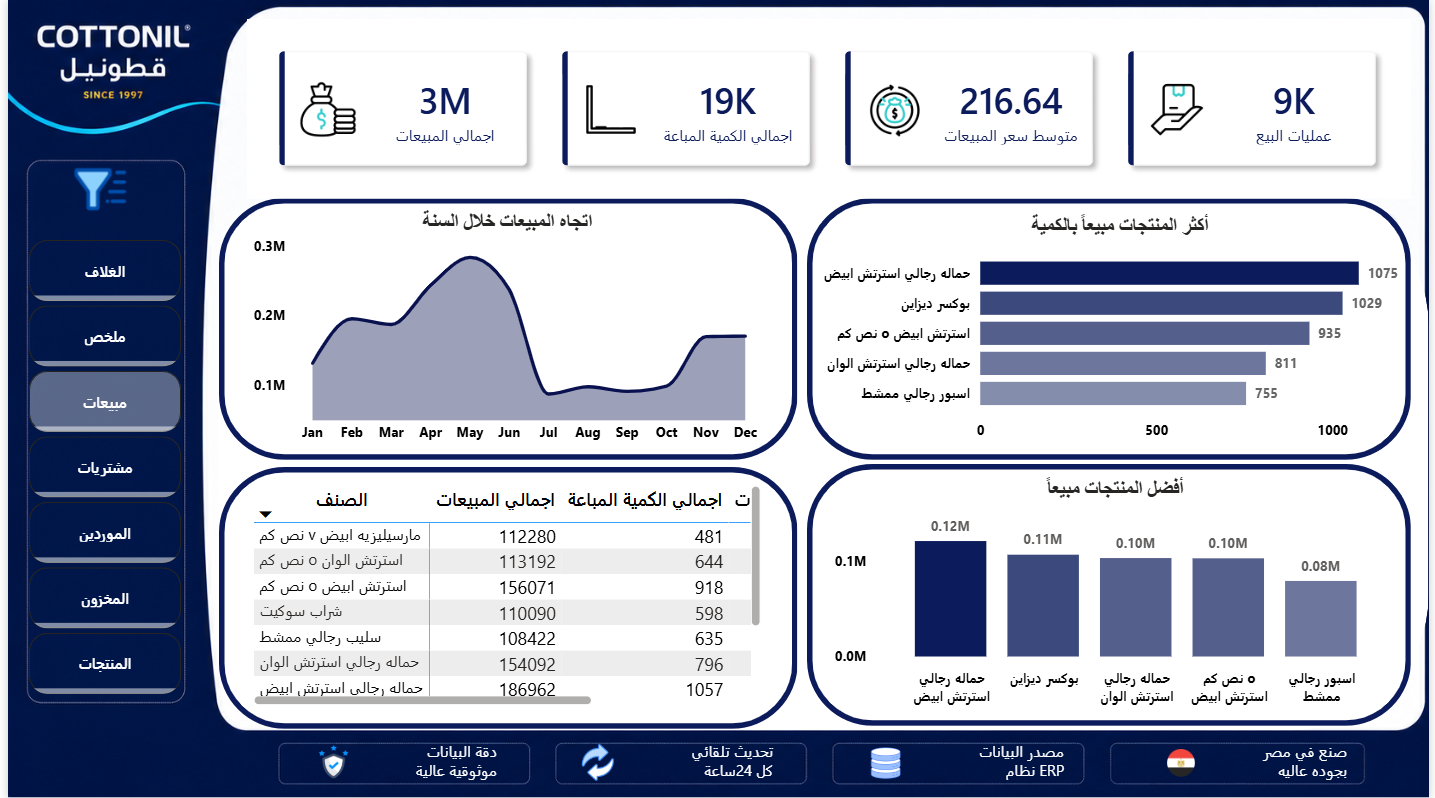 COTTONIL®
قطونيل
SINCE 1997
الغلاف
ملخص
مبيعات
مشتريات
الموردين
المخزون
المنتجات
3M
اجمالي المبيعات
19K
اجمالي الكمية المباعة
216.64
متوسط سعر المبيعات
9K
عمليات البيع
اتجاه المبيعات خلال السنة
0.3M
0.2M
0.1M
Jan Feb Mar Apr May Jun Jul Aug Sep Oct Nov Dec
أكثر المنتجات مبيعاً بالكمية
حماله رجالي استرتش ابيض 1075
بوكسر ديزاين 1029
استرتش ابيض o نص كم 935
حماله رجالي استرتش الوان 811
اسبور رجالي ممشط 755
0 500 1000
الصنف اجمالي المبيعات اجمالي الكمية المباعة ت
مارسيليزيه ابيض v نص كم 112280 481
استرتش الوان o نص كم 113192 644
استرتش ابيض o نص كم 156071 918
شراب سوكيت 110090 598
سليب رجالي ممشط 108422 635
حماله رجالي استرتش الوان 154092 796
حماله رجالي استرتش ابيض 186962 1057
أفضل المنتجات مبيعاً
0.1M
0.0M
0.12M 0.11M 0.10M 0.10M 0.08M
حماله رجالي
استرتش ابيض
بوكسر ديزاين
حماله رجالي
استرتش الوان
o نص كم
استرتش ابيض
اسبور رجالي
ممشط
دقة البيانات
موثوقية عالية
تحديث تلقائي
كل 24ساعة
مصدر البيانات
ERP نظام
صنع في مصر
بجوده عاليه